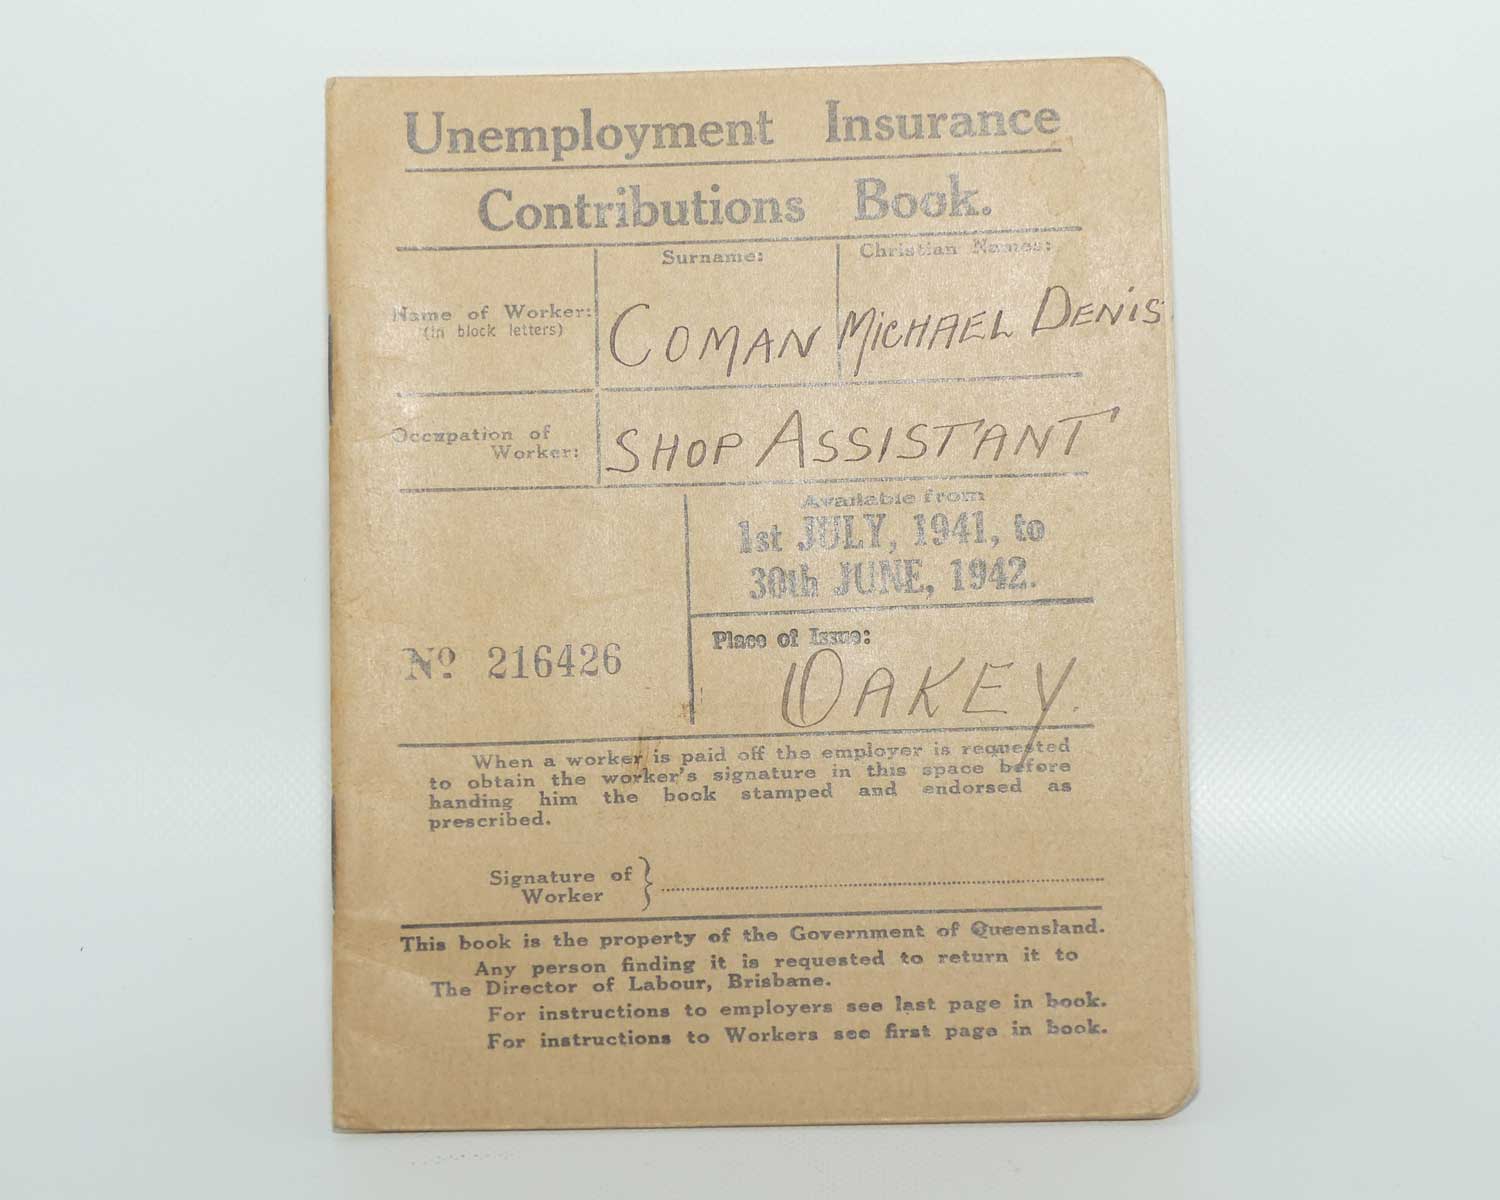 Unemployment Insurance
Contributions Book.
Surname: Christian Names:
Name of Worker: COMAN MICHAEL DENIS
(in block letters)
Occupation of
Worker: SHOP ASSISTANT
Available from
1st JULY, 1941, to
30th JUNE, 1942.
Place of Issue:
Nº 216426
OAKEY.
When a worker is paid off the employer is requested
to obtain the worker's signature in this space before
handing him the book stamped and endorsed as
prescribed.
Signature of
Worker
This book is the property of the Government of Queensland.
Any person finding it is requested to return it to
The Director of Labour, Brisbane.
For instructions to employers see last page in book.
For instructions to Workers see first page in book.